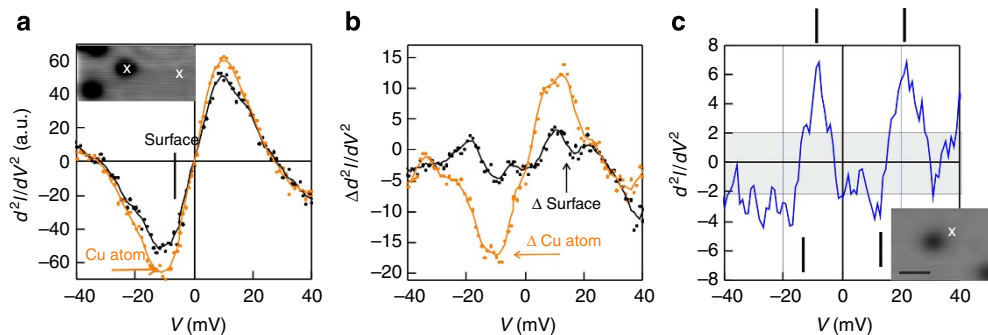 a
d²I/dV² (a.u.)
60
40
20
0
−20
−40
−60
x
x
Surface
Cu atom
−40
−20
0
20
40
V (mV)
b
Δd²I/dV²
15
10
5
0
−5
−10
−15
−20
Δ Surface
Δ Cu atom
−40
−20
0
20
40
V (mV)
c
d²I/dV²
8
6
4
2
0
−2
−4
−6
−8
x
−40
−20
0
20
40
V (mV)